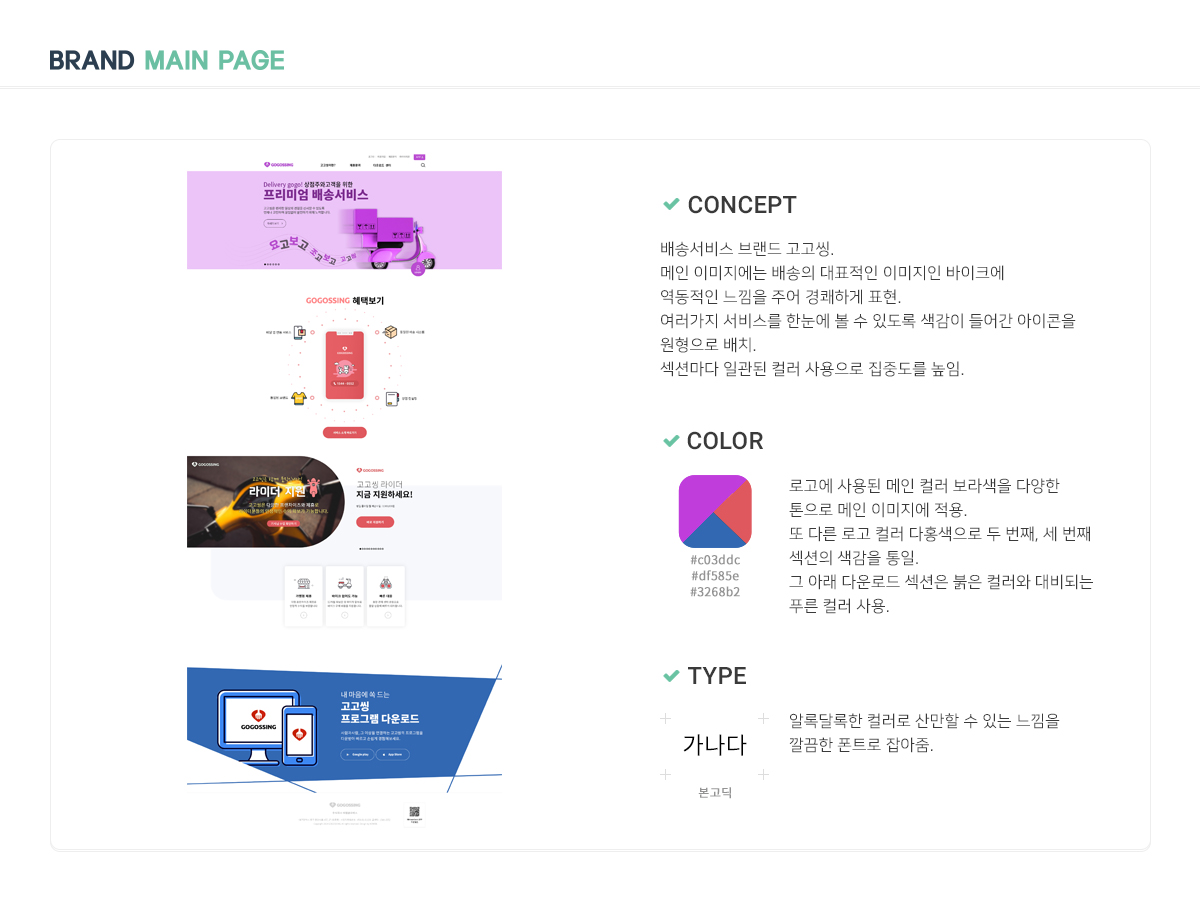 BRAND MAIN PAGE
GOGOSSING
Delivery gogo! 상점주와고객을 위한
프리미엄 배송서비스
요고보고
조고보고
GOGOSSING 혜택보기
GOGOSSING
GOGOSSING
라이더 지원
GOGOSSING
고고씽 라이더
지금 지원하세요!
내 마음에 쏙 드는
고고씽
프로그램 다운로드
GOGOSSING
GOGOSSING
CONCEPT
배송서비스 브랜드 고고씽.
메인 이미지에는 배송의 대표적인 이미지인 바이크에
역동적인 느낌을 주어 경쾌하게 표현.
여러가지 서비스를 한눈에 볼 수 있도록 색감이 들어간 아이콘을
원형으로 배치.
섹션마다 일관된 컬러 사용으로 집중도를 높임.
COLOR
#c03ddc
#df585e
#3268b2
로고에 사용된 메인 컬러 보라색을 다양한
톤으로 메인 이미지에 적용.
또 다른 로고 컬러 다홍색으로 두 번째, 세 번째
섹션의 색감을 통일.
그 아래 다운로드 섹션은 붉은 컬러와 대비되는
푸른 컬러 사용.
TYPE
가나다
본고딕
알록달록한 컬러로 산만할 수 있는 느낌을
깔끔한 폰트로 잡아줌.